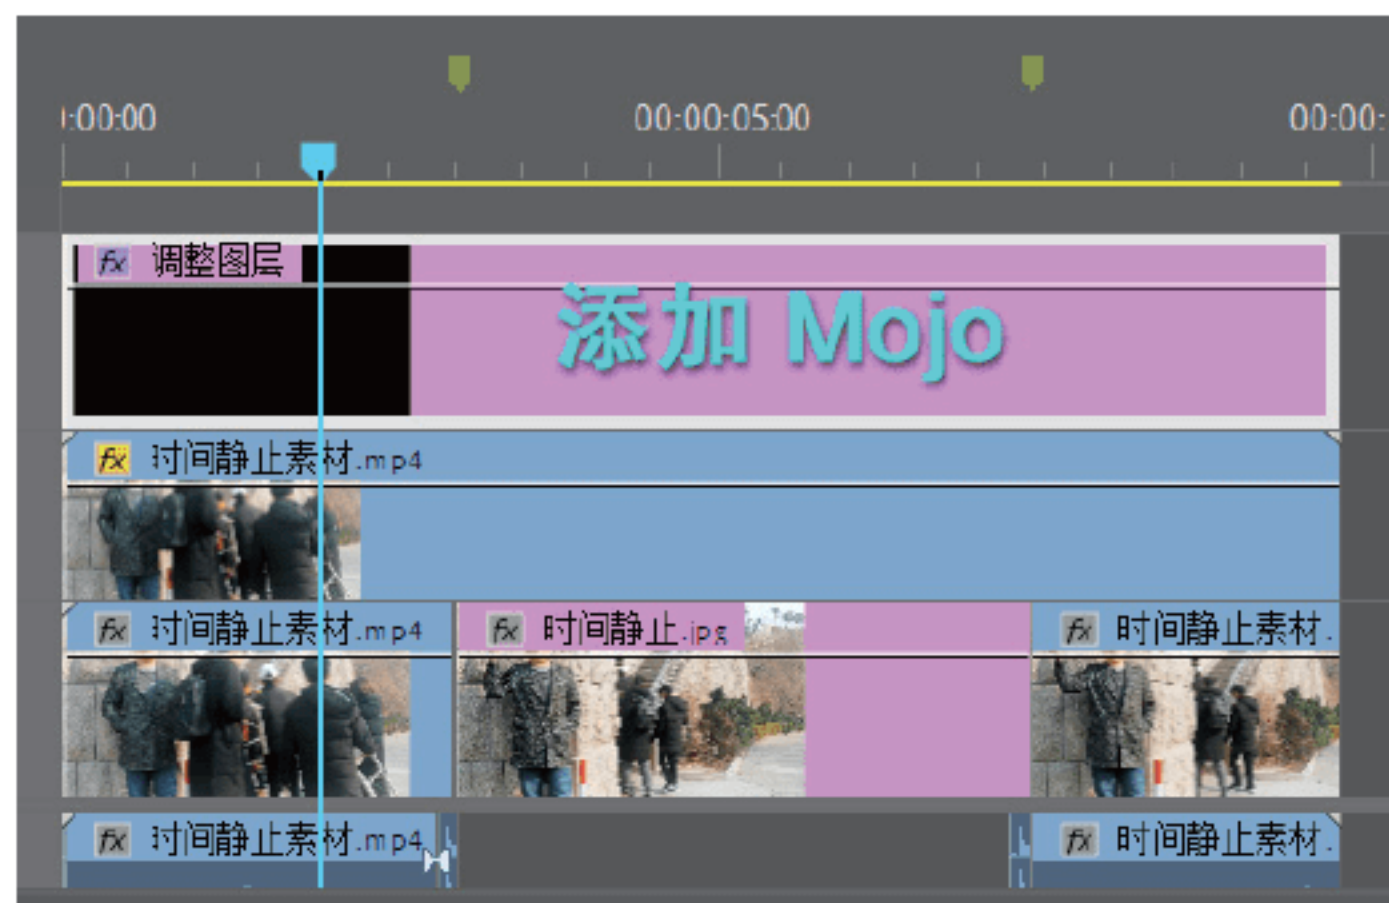 :00:00 00:00:05:00 00:00:
fx 调整图层
添加 Mojo
fx 时间静止素材.mp4
fx 时间静止素材.mp4 fx 时间静止.jpg fx 时间静止素材.
fx 时间静止素材.mp4 fx 时间静止素材.